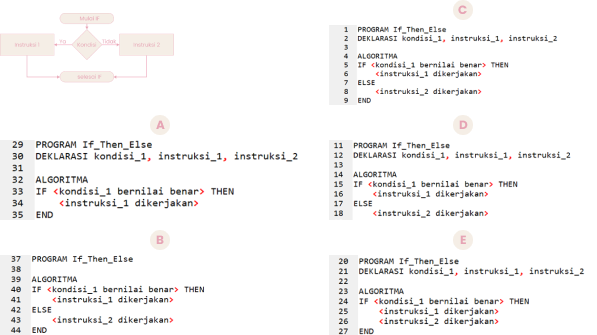 Mulai If
Instruksi 1
Iya
Kondisi
Tidak
Instruksi 2
selesai IF
A
29 PROGRAM If_Then_Else
30 DEKLARASI kondisi_1, instruksi_1, instruksi_2
31
32 ALGORITMA
33 IF <kondisi_1 bernilai benar> THEN
34 <instruksi_1 dikerjakan>
35 END
B
37 PROGRAM If_Then_Else
38
39 ALGORITMA
40 IF <kondisi_1 bernilai benar> THEN
41 <instruksi_1 dikerjakan>
42 ELSE
43 <instruksi_2 dikerjakan>
44 END
C
1 PROGRAM If_Then_Else
2 DEKLARASI kondisi_1, instruksi_1, instruksi_2
3
4 ALGORITMA
5 IF <kondisi_1 bernilai benar> THEN
6 <instruksi_1 dikerjakan>
7 ELSE
8 <instruksi_2 dikerjakan>
9 END
D
11 PROGRAM If_Then_Else
12 DEKLARASI kondisi_1, instruksi_1, instruksi_2
13
14 ALGORITMA
15 IF <kondisi_1 bernilai benar> THEN
16 <instruksi_1 dikerjakan>
17 ELSE
18 <instruksi_2 dikerjakan>
E
20 PROGRAM If_Then_Else
21 DEKLARASI kondisi_1, instruksi_1, instruksi_2
22
23 ALGORITMA
24 IF <kondisi_1 bernilai benar> THEN
25 <instruksi_1 dikerjakan>
26 <instruksi_2 dikerjakan>
27 END